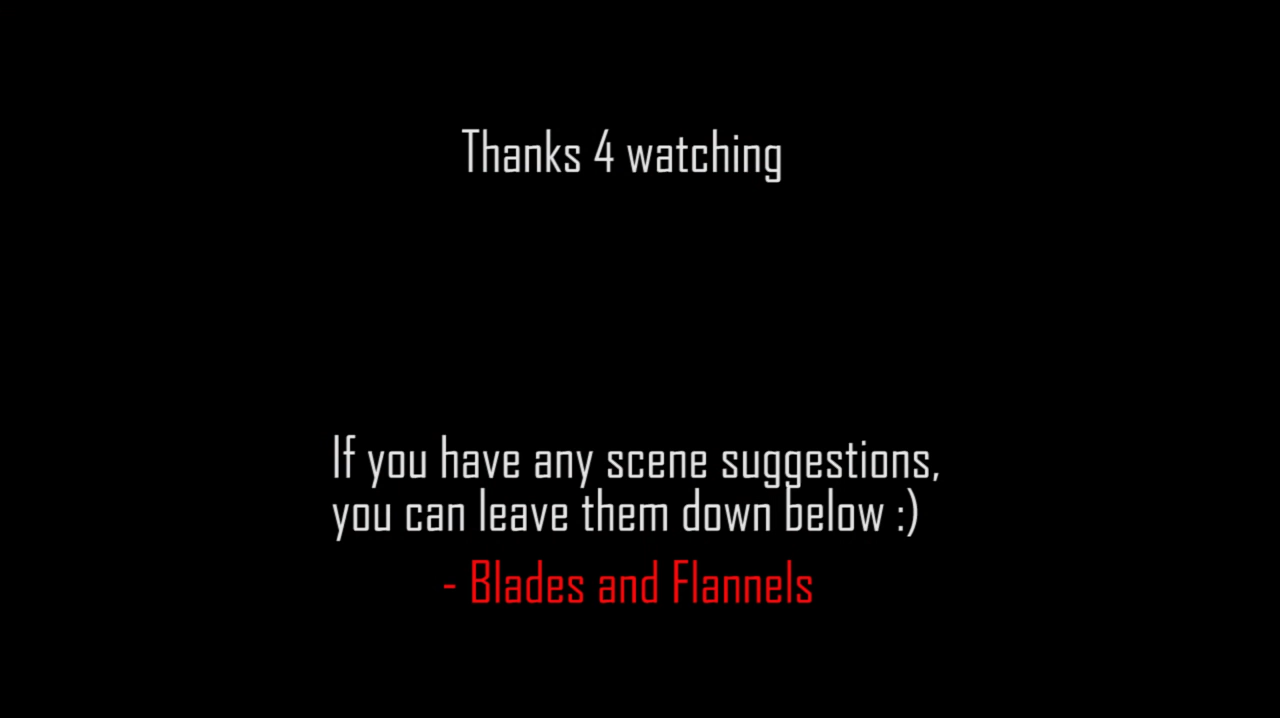 Thanks 4 watching
If you have any scene suggestions,
you can leave them down below :)
- Blades and Flannels